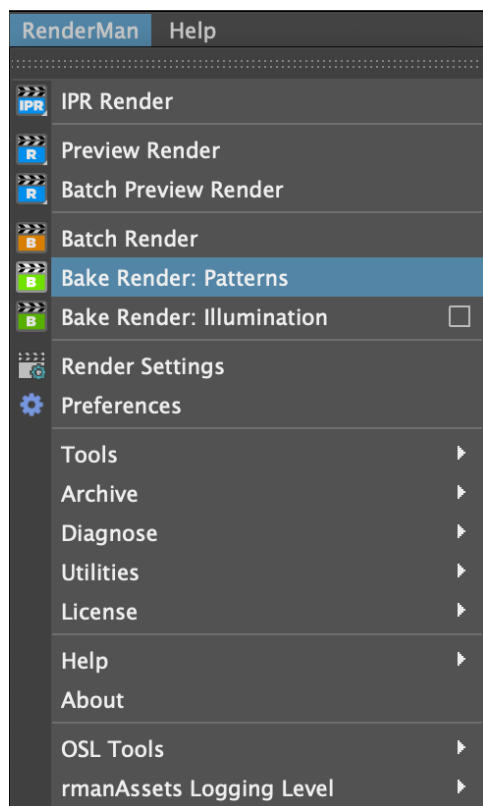 RenderMan Help
IPR IPR Render
R Preview Render
R Batch Preview Render
B Batch Render
B Bake Render: Patterns
B Bake Render: Illumination
Render Settings
Preferences
Tools
Archive
Diagnose
Utilities
License
Help
About
OSL Tools
rmanAssets Logging Level